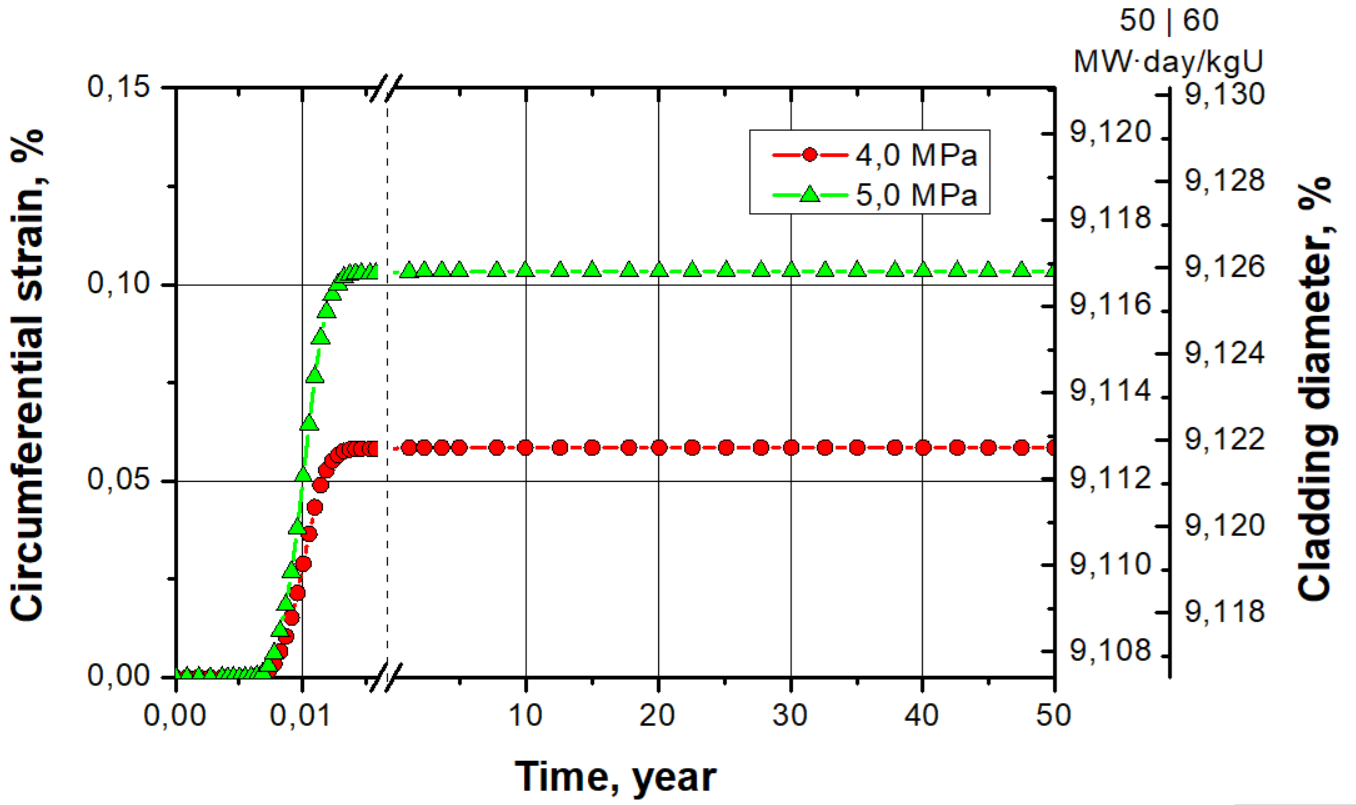 50 | 60
MW·day/kgU
Circumferential strain, %
0,15
0,10
0,05
0,00
4,0 MPa
5,0 MPa
9,120
9,118
9,116
9,114
9,112
9,110
9,108
9,130
9,128
9,126
9,124
9,122
9,120
9,118
Cladding diameter, %
0,00 0,01 10 20 30 40 50
Time, year